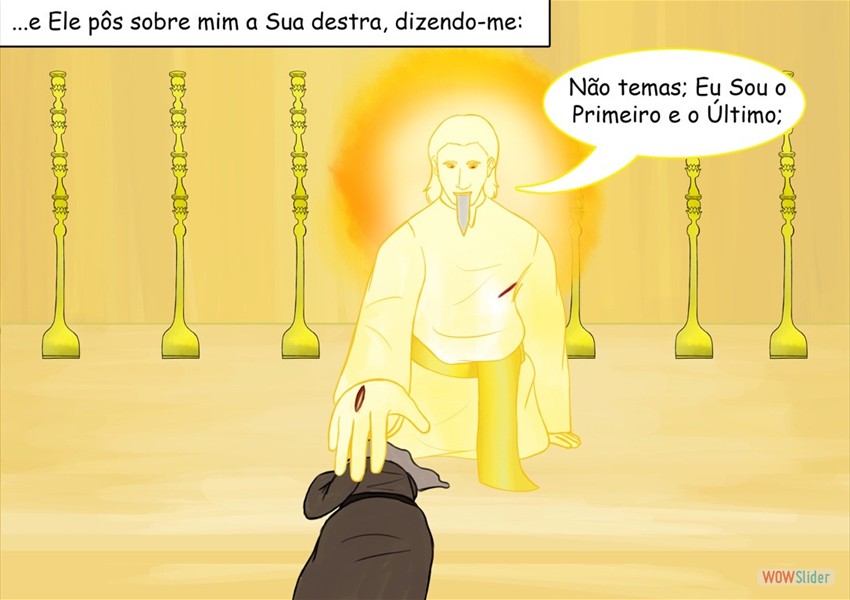 ...e Ele pôs sobre mim a Sua destra, dizendo-me:
Não temas; Eu Sou o
Primeiro e o Último;
WOWSlider